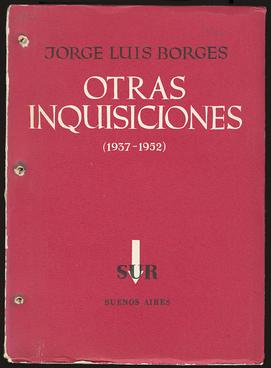 JORGE LUIS BORGES
OTRAS
INQUISICIONES
(1937-1952)
SUR
BUENOS AIRES